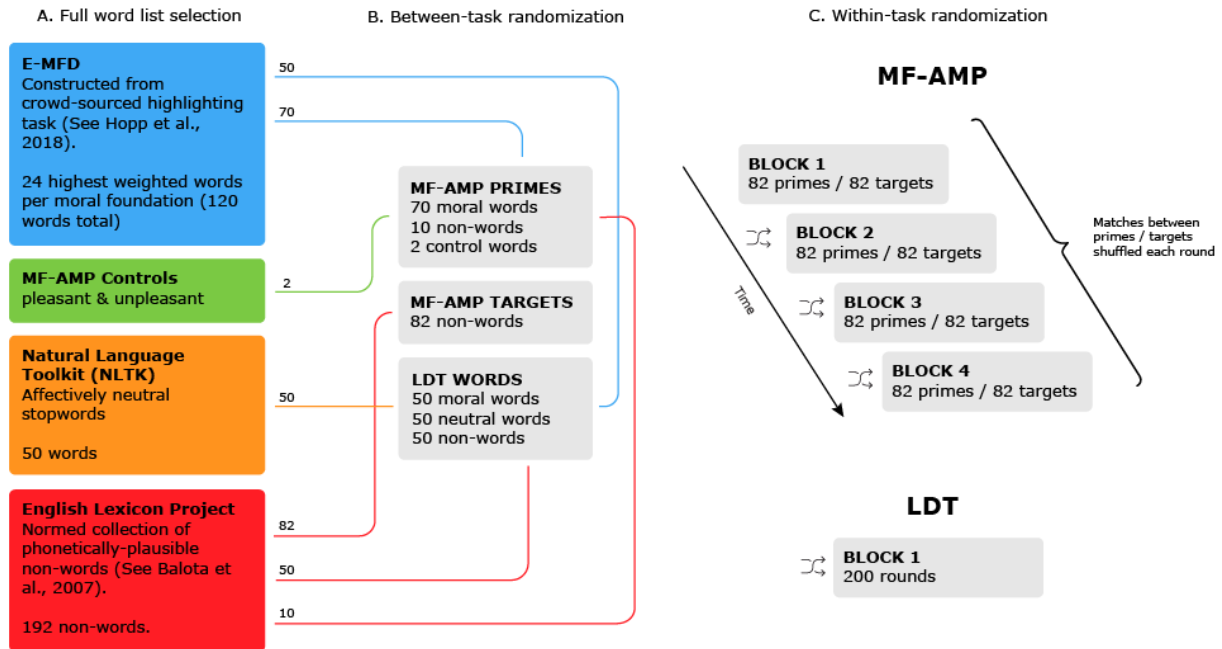 A. Full word list selection
B. Between-task randomization
C. Within-task randomization
E-MFD
Constructed from
crowd-sourced highlighting
task (See Hopp et al.,
2018).
24 highest weighted words
per moral foundation (120
words total)
MF-AMP Controls
pleasant & unpleasant
Natural Language
Toolkit (NLTK)
Affectively neutral
stopwords
50 words
English Lexicon Project
Normed collection of
phonetically-plausible
non-words (See Balota et
al., 2007).
192 non-words.
50
70
2
50
82
50
10
MF-AMP PRIMES
70 moral words
10 non-words
2 control words
MF-AMP TARGETS
82 non-words
LDT WORDS
50 moral words
50 neutral words
50 non-words
MF-AMP
BLOCK 1
82 primes / 82 targets
BLOCK 2
82 primes / 82 targets
BLOCK 3
82 primes / 82 targets
BLOCK 4
82 primes / 82 targets
Time
Matches between
primes / targets
shuffled each round
LDT
BLOCK 1
200 rounds